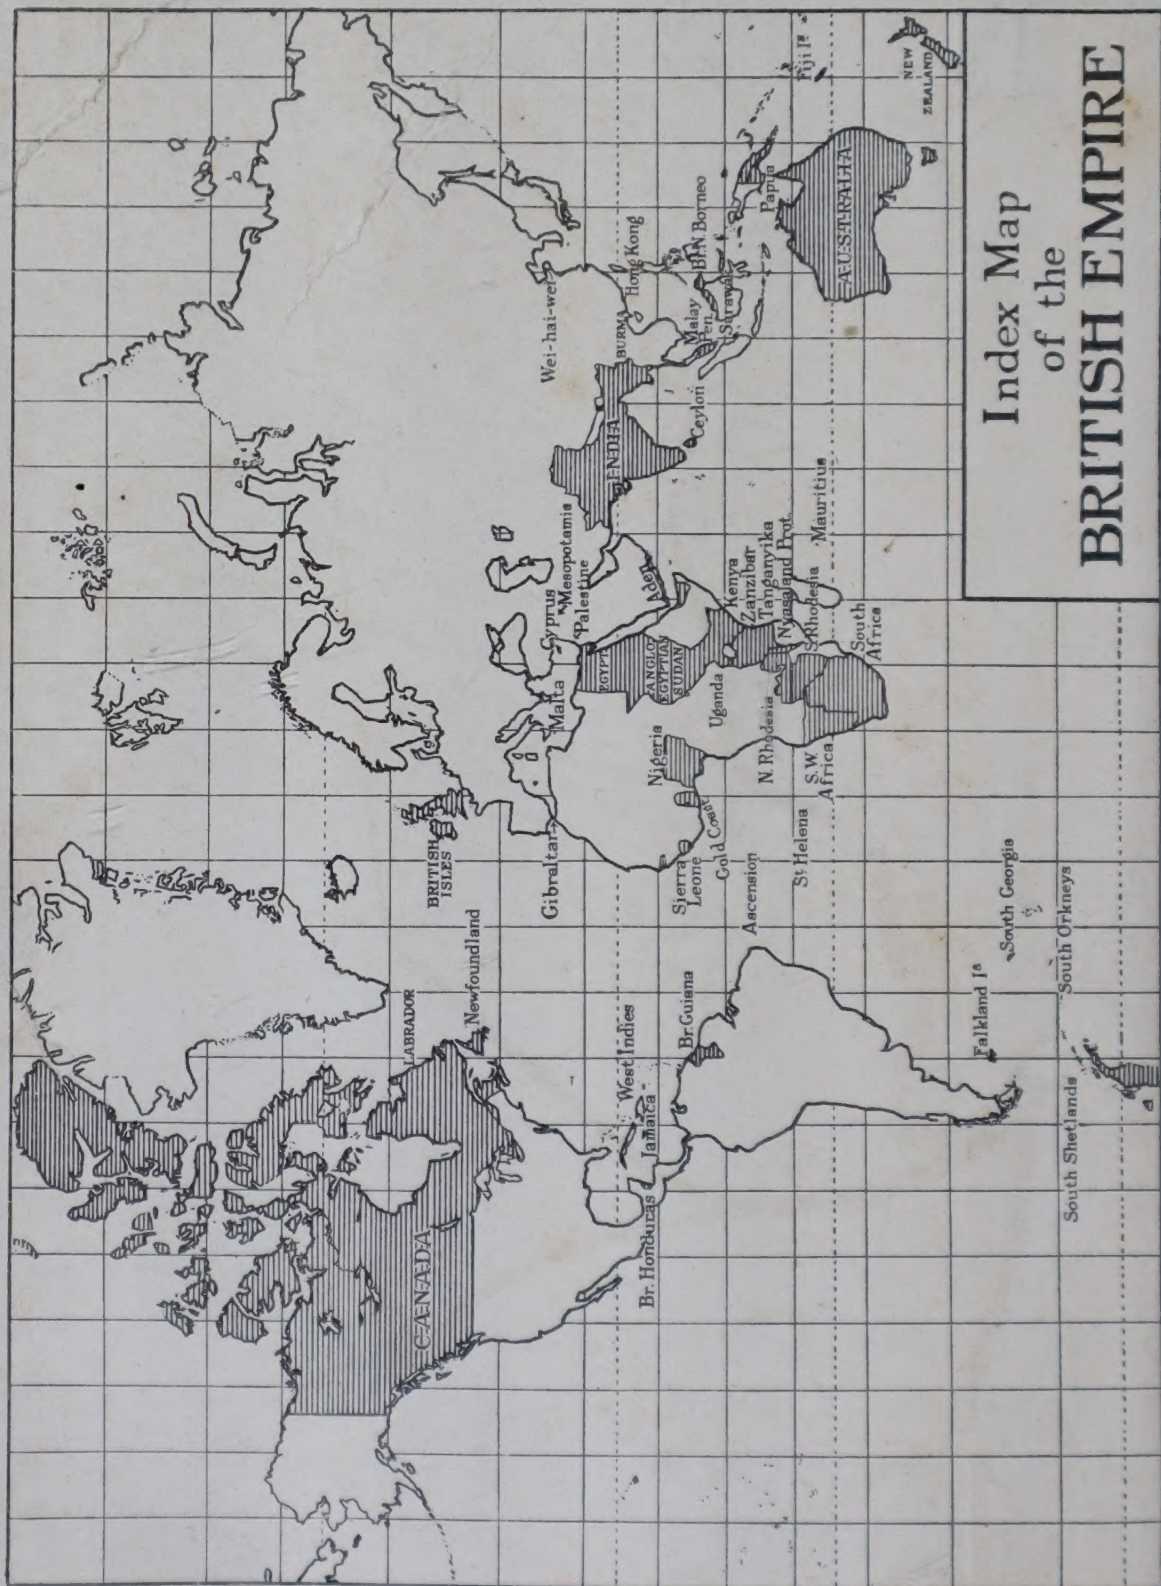 Index Map
of the
BRITISH EMPIRE
CANADA
LABRADOR
Newfoundland
BRITISH
ISLES
Gibraltar
Malta
Cyprus
Mesopotamia
Palestine
Wei-hai-wei
West Indies
Jamaica
Br. Honduras
Br. Guiana
Sierra
Leone
Gold Coast
Nigeria
EGYPT
ANGLO
EGYPTIAN
SUDAN
Aden
INDIA
BURMA
Hong Kong
Ceylon
Malay
Pen.
Br. N. Borneo
Sarawak
Papua
Ascension
St Helena
Uganda
Kenya
Zanzibar
Tanganyika
Nyasaland Prot.
N. Rhodesia
S. Rhodesia
S.W.
Africa
South
Africa
Mauritius
AUSTRALIA
Fiji Is
NEW
ZEALAND
Falkland Is
South Georgia
South Orkneys
South Shetlands